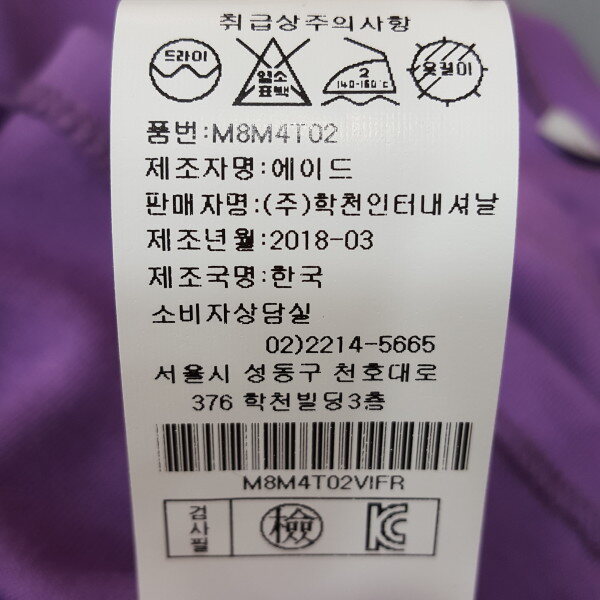 취급상주의사항
드라이
염소
표백
2
140-160℃
옷걸이
품번:M8M4T02
제조자명:에이드
판매자명:(주)학천인터내셔날
제조년월:2018-03
제조국명:한국
소비자상담실
02)2214-5665
서울시 성동구 천호대로
376 학천빌딩3층
M8M4T02VIFR
검사필
檢
KC